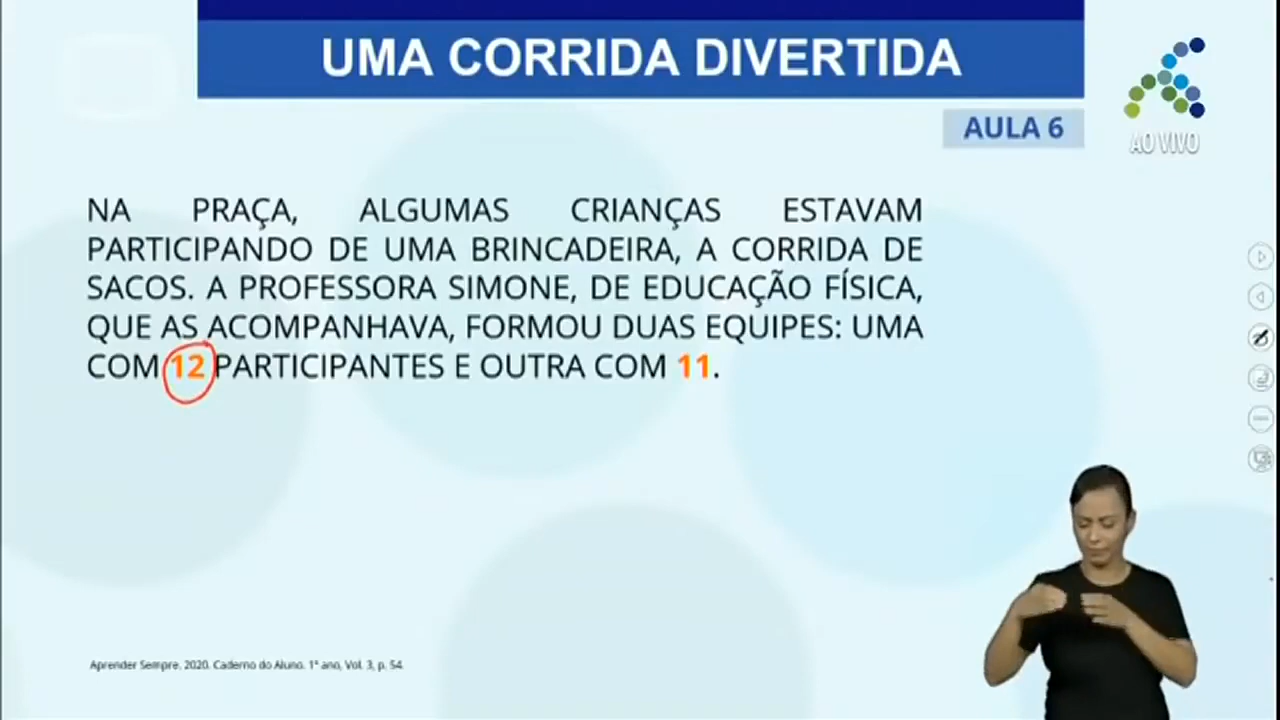 UMA CORRIDA DIVERTIDA
AULA 6
AO VIVO
NA PRAÇA, ALGUMAS CRIANÇAS ESTAVAM
PARTICIPANDO DE UMA BRINCADEIRA, A CORRIDA DE
SACOS. A PROFESSORA SIMONE, DE EDUCAÇÃO FÍSICA,
QUE AS ACOMPANHAVA, FORMOU DUAS EQUIPES: UMA
COM 12 PARTICIPANTES E OUTRA COM 11.
Aprender Sempre, 2020. Caderno do Aluno. 1º ano, Vol. 3, p. 54.